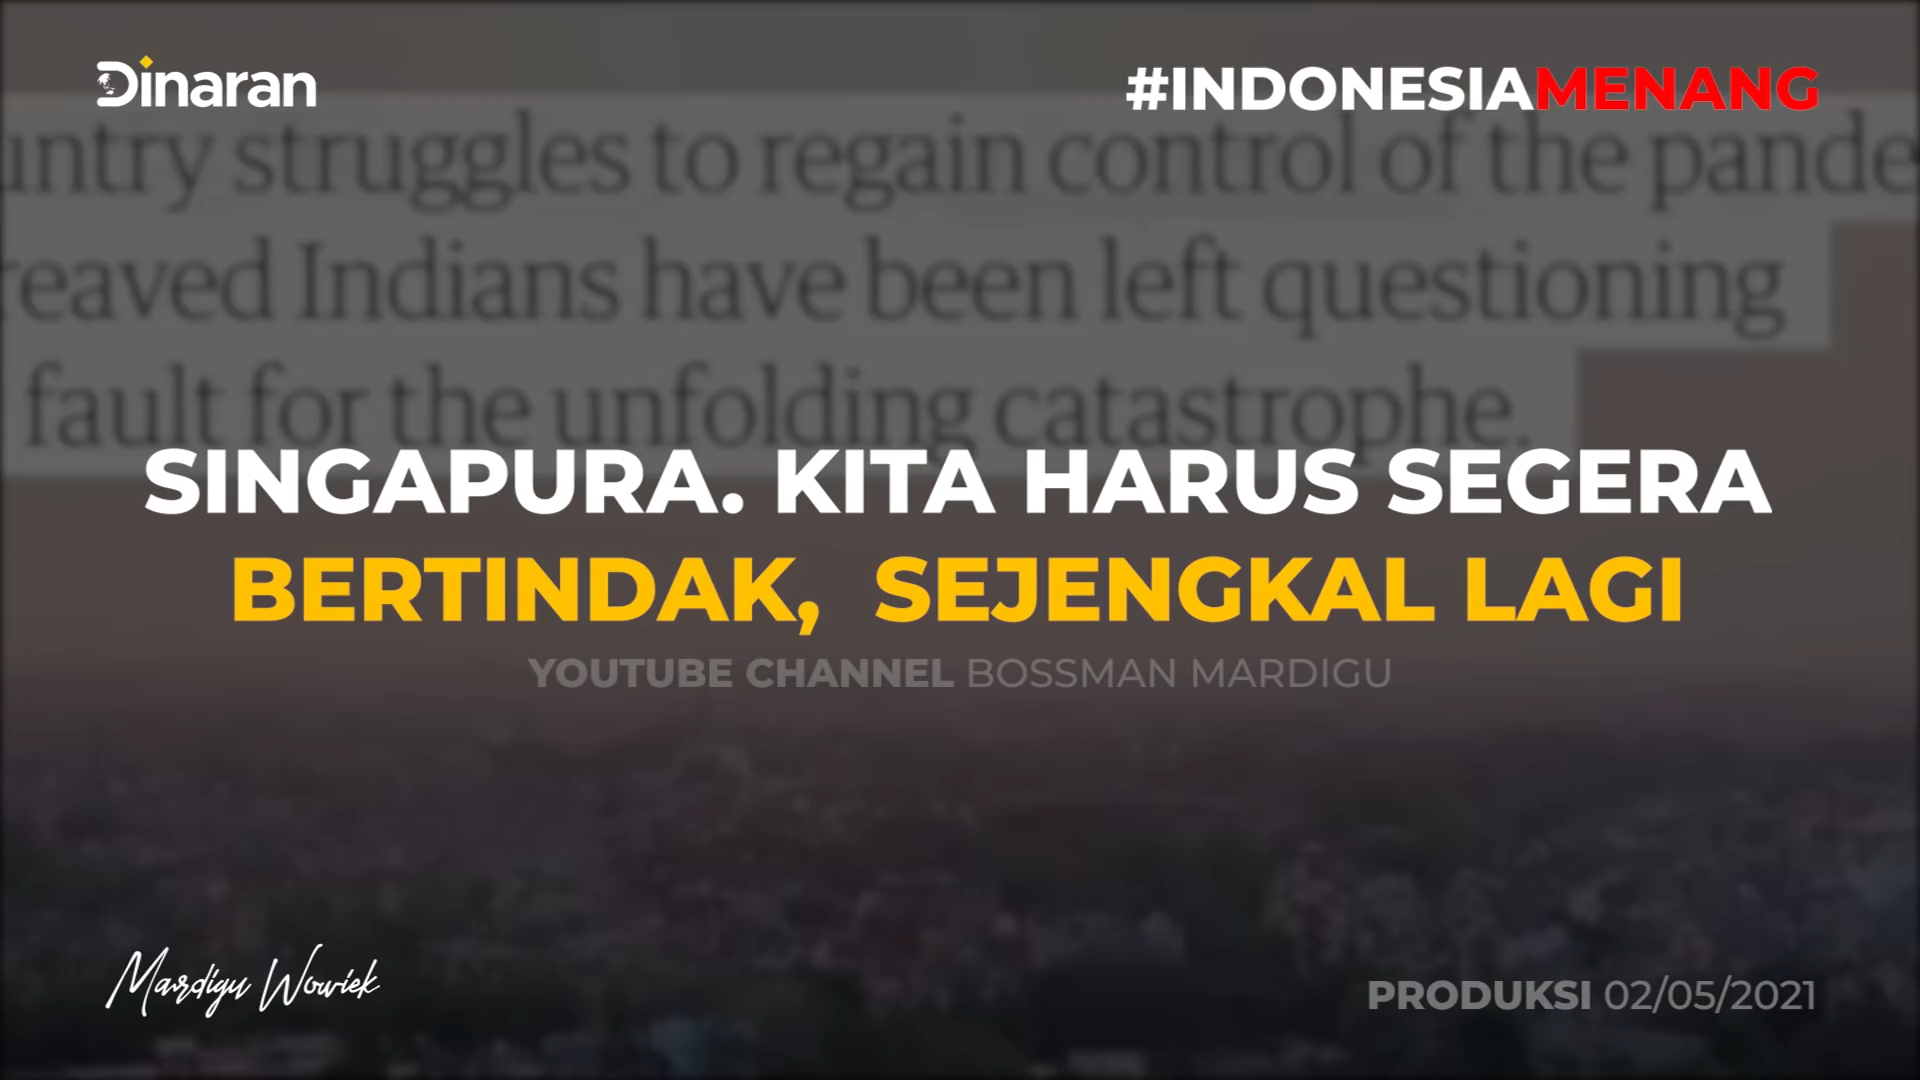 Dinaran
#INDONESIAMENANG
untry struggles to regain control of the pande
reaved Indians have been left questioning
fault for the unfolding catastrophe.
SINGAPURA. KITA HARUS SEGERA
BERTINDAK, SEJENGKAL LAGI
YOUTUBE CHANNEL BOSSMAN MARDIGU
Mardigu Wowiek
PRODUKSI 02/05/2021